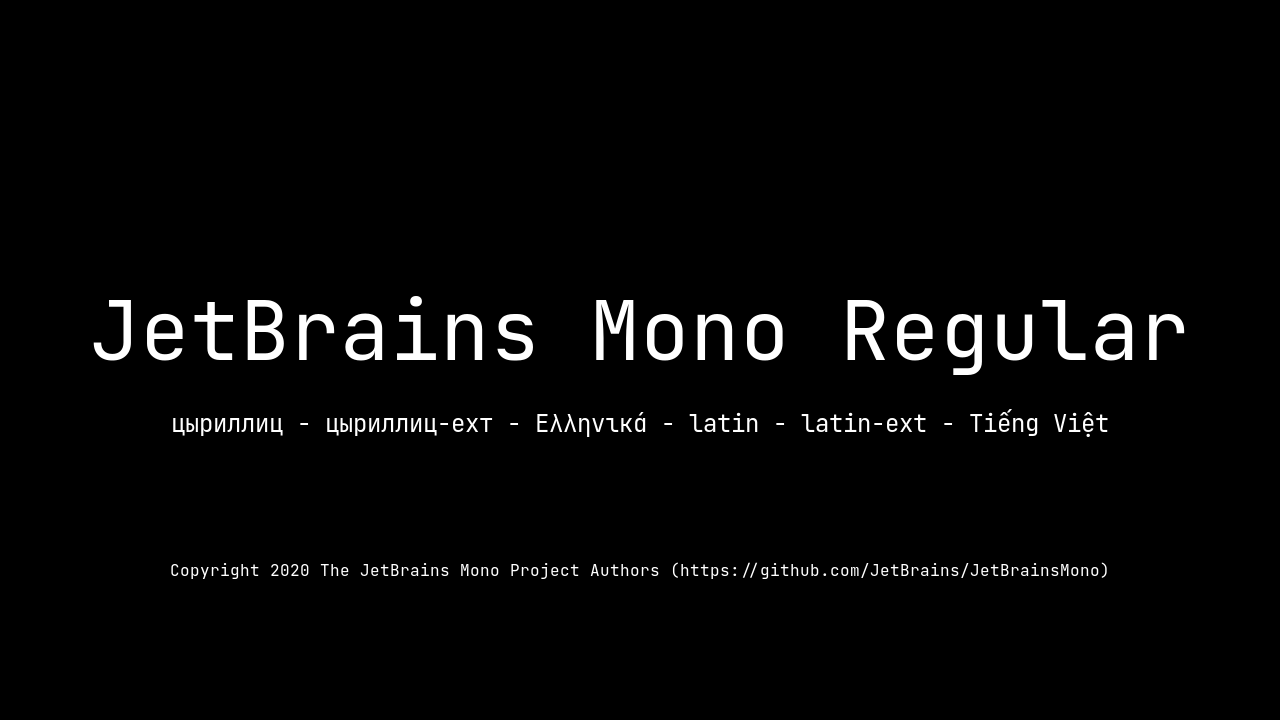 JetBrains Mono Regular
цыриллиц - цыриллиц-ехт - Ελληνικά - latin - latin-ext - Tiếng Việt
Copyright 2020 The JetBrains Mono Project Authors (https://github.com/JetBrains/JetBrainsMono)